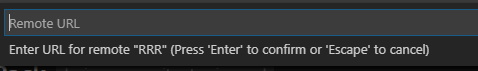 Remote URL
Enter URL for remote "RRR" (Press 'Enter' to confirm or 'Escape' to cancel)